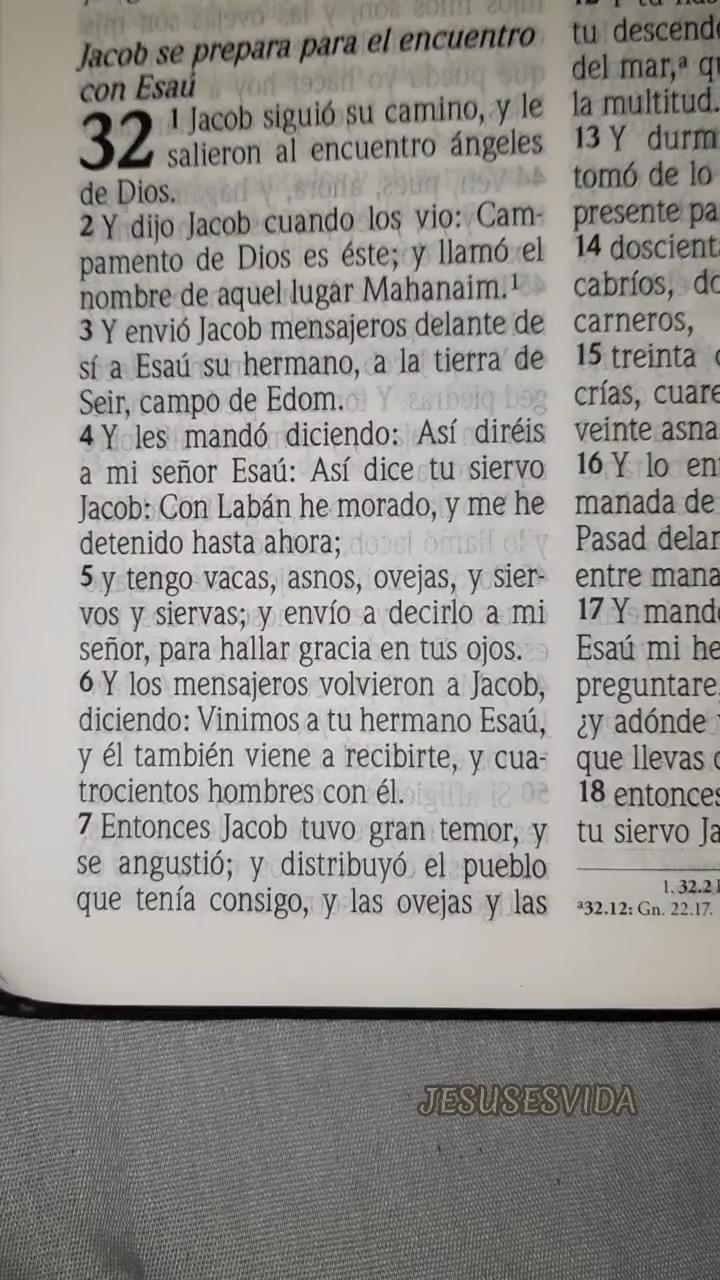 Jacob se prepara para el encuentro
con Esaú
32 1 Jacob siguió su camino, y le
salieron al encuentro ángeles
de Dios.
2 Y dijo Jacob cuando los vio: Cam-
pamento de Dios es éste; y llamó el
nombre de aquel lugar Mahanaim.¹
3 Y envió Jacob mensajeros delante de
sí a Esaú su hermano, a la tierra de
Seir, campo de Edom.
4 Y les mandó diciendo: Así diréis
a mi señor Esaú: Así dice tu siervo
Jacob: Con Labán he morado, y me he
detenido hasta ahora;
5 y tengo vacas, asnos, ovejas, y sier-
vos y siervas; y envío a decirlo a mi
señor, para hallar gracia en tus ojos.
6 Y los mensajeros volvieron a Jacob,
diciendo: Vinimos a tu hermano Esaú,
y él también viene a recibirte, y cua-
trocientos hombres con él.
7 Entonces Jacob tuvo gran temor, y
se angustió; y distribuyó el pueblo
que tenía consigo, y las ovejas y las
tu descend
del mar,ª qu
la multitud.
13 Y durm
tomó de lo
presente pa
14 doscient
cabríos, do
carneros,
15 treinta
crías, cuare
veinte asna
16 Y lo en
manada de
Pasad delan
entre mana
17 Y mand
Esaú mi he
preguntare,
¿y adónde
que llevas
18 entonces
tu siervo Ja
1. 32.2
ª32.12: Gn. 22.17.
JESUSESVIDA